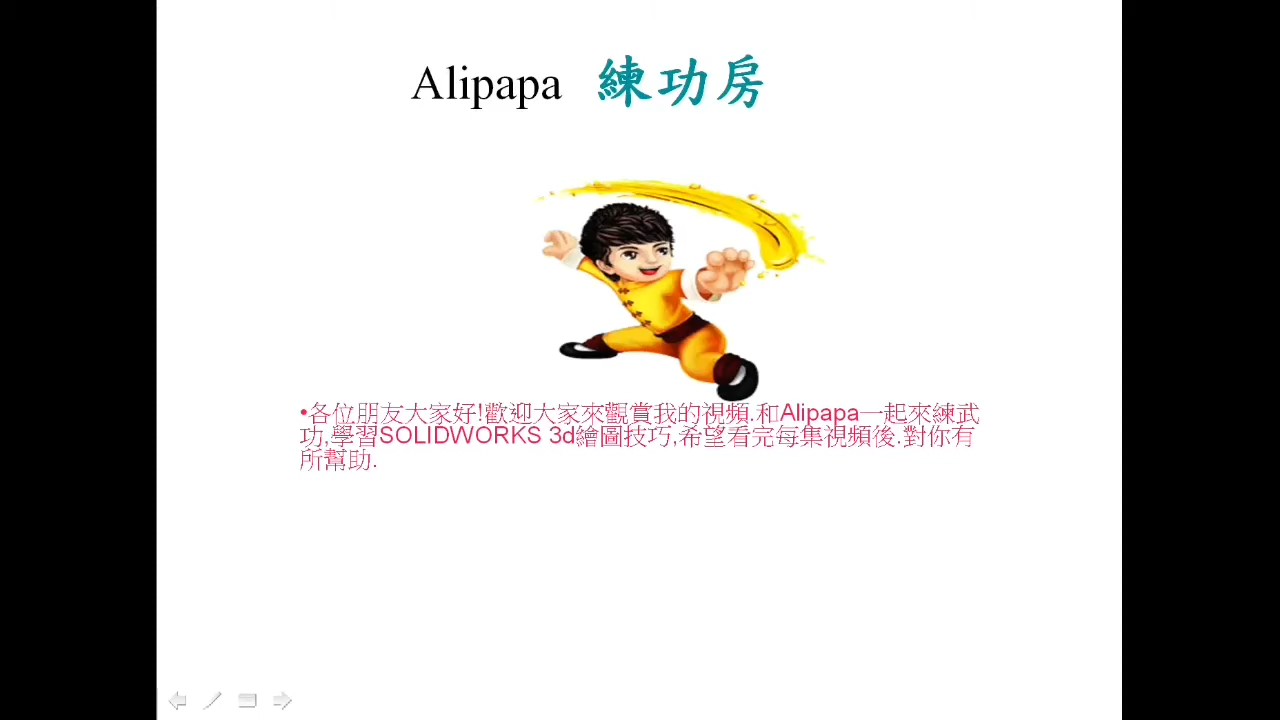 Alipapa 練功房
•各位朋友大家好!歡迎大家來觀賞我的視頻.和Alipapa一起來練武
功,學習SOLIDWORKS 3d繪圖技巧,希望看完每集視頻後.對你有
所幫助.